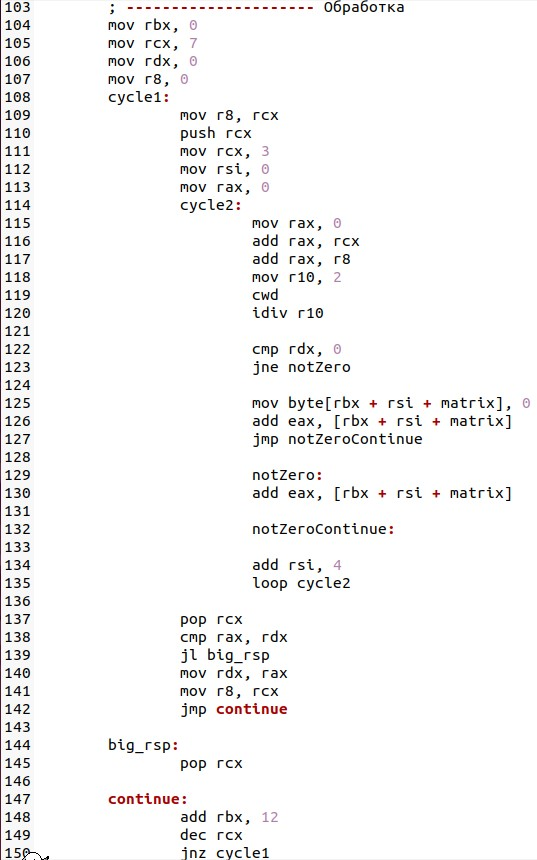 103 ; --------------------- Обработка
104 mov rbx, 0
105 mov rcx, 7
106 mov rdx, 0
107 mov r8, 0
108 cycle1:
109 mov r8, rcx
110 push rcx
111 mov rcx, 3
112 mov rsi, 0
113 mov rax, 0
114 cycle2:
115 mov rax, 0
116 add rax, rcx
117 add rax, r8
118 mov r10, 2
119 cwd
120 idiv r10
121
122 cmp rdx, 0
123 jne notZero
124
125 mov byte[rbx + rsi + matrix], 0
126 add eax, [rbx + rsi + matrix]
127 jmp notZeroContinue
128
129 notZero:
130 add eax, [rbx + rsi + matrix]
131
132 notZeroContinue:
133
134 add rsi, 4
135 loop cycle2
136
137 pop rcx
138 cmp rax, rdx
139 jl big_rsp
140 mov rdx, rax
141 mov r8, rcx
142 jmp continue
143
144 big_rsp:
145 pop rcx
146
147 continue:
148 add rbx, 12
149 dec rcx
150 jnz cycle1